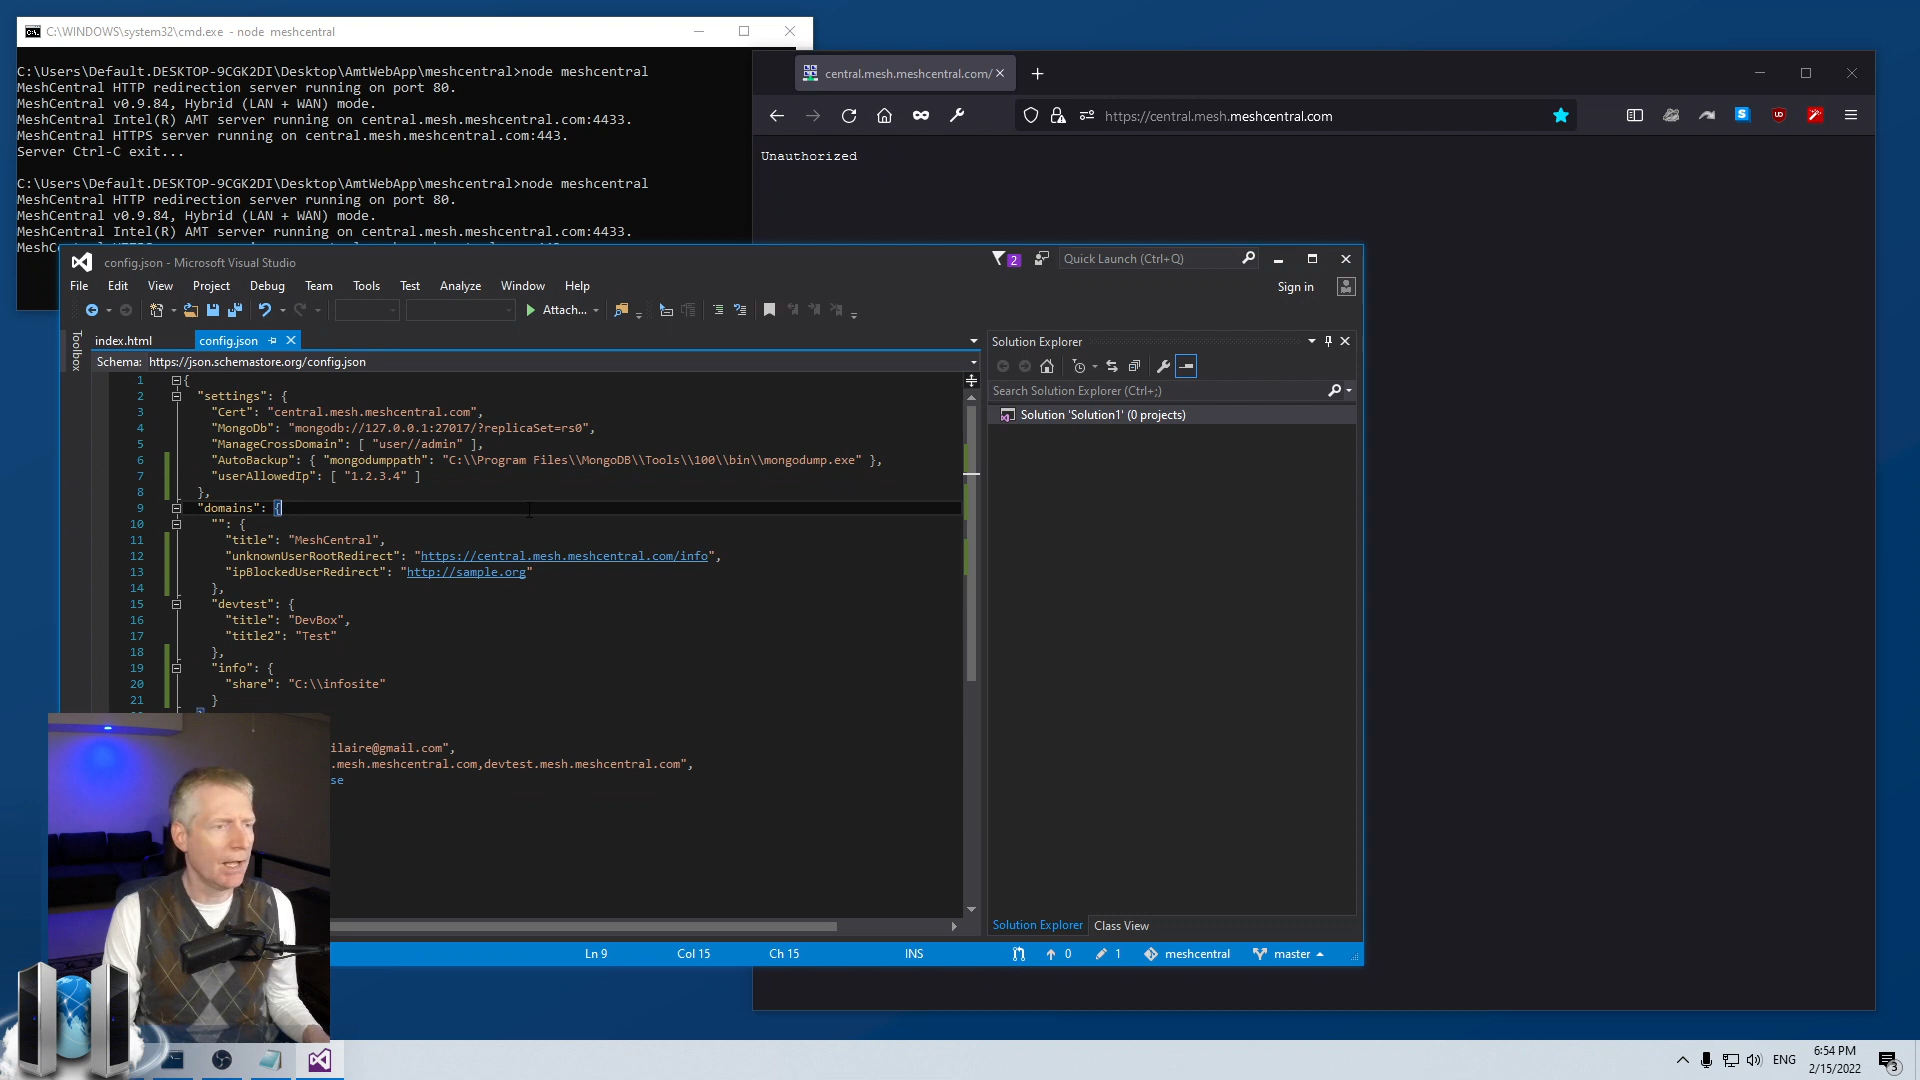 C:\WINDOWS\system32\cmd.exe - node meshcentral
C:\Users\Default.DESKTOP-9CGK2DI\Desktop\AmtWebApp\meshcentral>node meshcentral
MeshCentral HTTP redirection server running on port 80.
MeshCentral v0.9.84, Hybrid (LAN + WAN) mode.
MeshCentral Intel(R) AMT server running on central.mesh.meshcentral.com:4433.
MeshCentral HTTPS server running on central.mesh.meshcentral.com:443.
Server Ctrl-C exit...
C:\Users\Default.DESKTOP-9CGK2DI\Desktop\AmtWebApp\meshcentral>node meshcentral
MeshCentral HTTP redirection server running on port 80.
MeshCentral v0.9.84, Hybrid (LAN + WAN) mode.
MeshCentral Intel(R) AMT server running on central.mesh.meshcentral.com:4433.
central.mesh.meshcentral.com/
https://central.mesh.meshcentral.com
Unauthorized
config.json - Microsoft Visual Studio
2
Quick Launch (Ctrl+Q)
File Edit View Project Debug Team Tools Test Analyze Window Help
Sign in
Attach...
Toolbox
index.html config.json
Schema: https://json.schemastore.org/config.json
1 {
2 "settings": {
3 "Cert": "central.mesh.meshcentral.com",
4 "MongoDb": "mongodb://127.0.0.1:27017/?replicaSet=rs0",
5 "ManageCrossDomain": [ "user//admin" ],
6 "AutoBackup": { "mongodumppath": "C:\\Program Files\\MongoDB\\Tools\\100\\bin\\mongodump.exe" },
7 "userAllowedIp": [ "1.2.3.4" ]
8 },
9 "domains": {
10 "": {
11 "title": "MeshCentral",
12 "unknownUserRootRedirect": "https://central.mesh.meshcentral.com/info",
13 "ipBlockedUserRedirect": "http://sample.org"
14 },
15 "devtest": {
16 "title": "DevBox",
17 "title2": "Test"
18 },
19 "info": {
20 "share": "C:\\infosite"
21 }
ilaire@gmail.com",
.mesh.meshcentral.com,devtest.mesh.meshcentral.com",
se
Solution Explorer
Search Solution Explorer (Ctrl+;)
Solution 'Solution1' (0 projects)
Solution Explorer Class View
Ln 9 Col 15 Ch 15 INS 0 1 meshcentral master
ENG
6:54 PM
2/15/2022
3